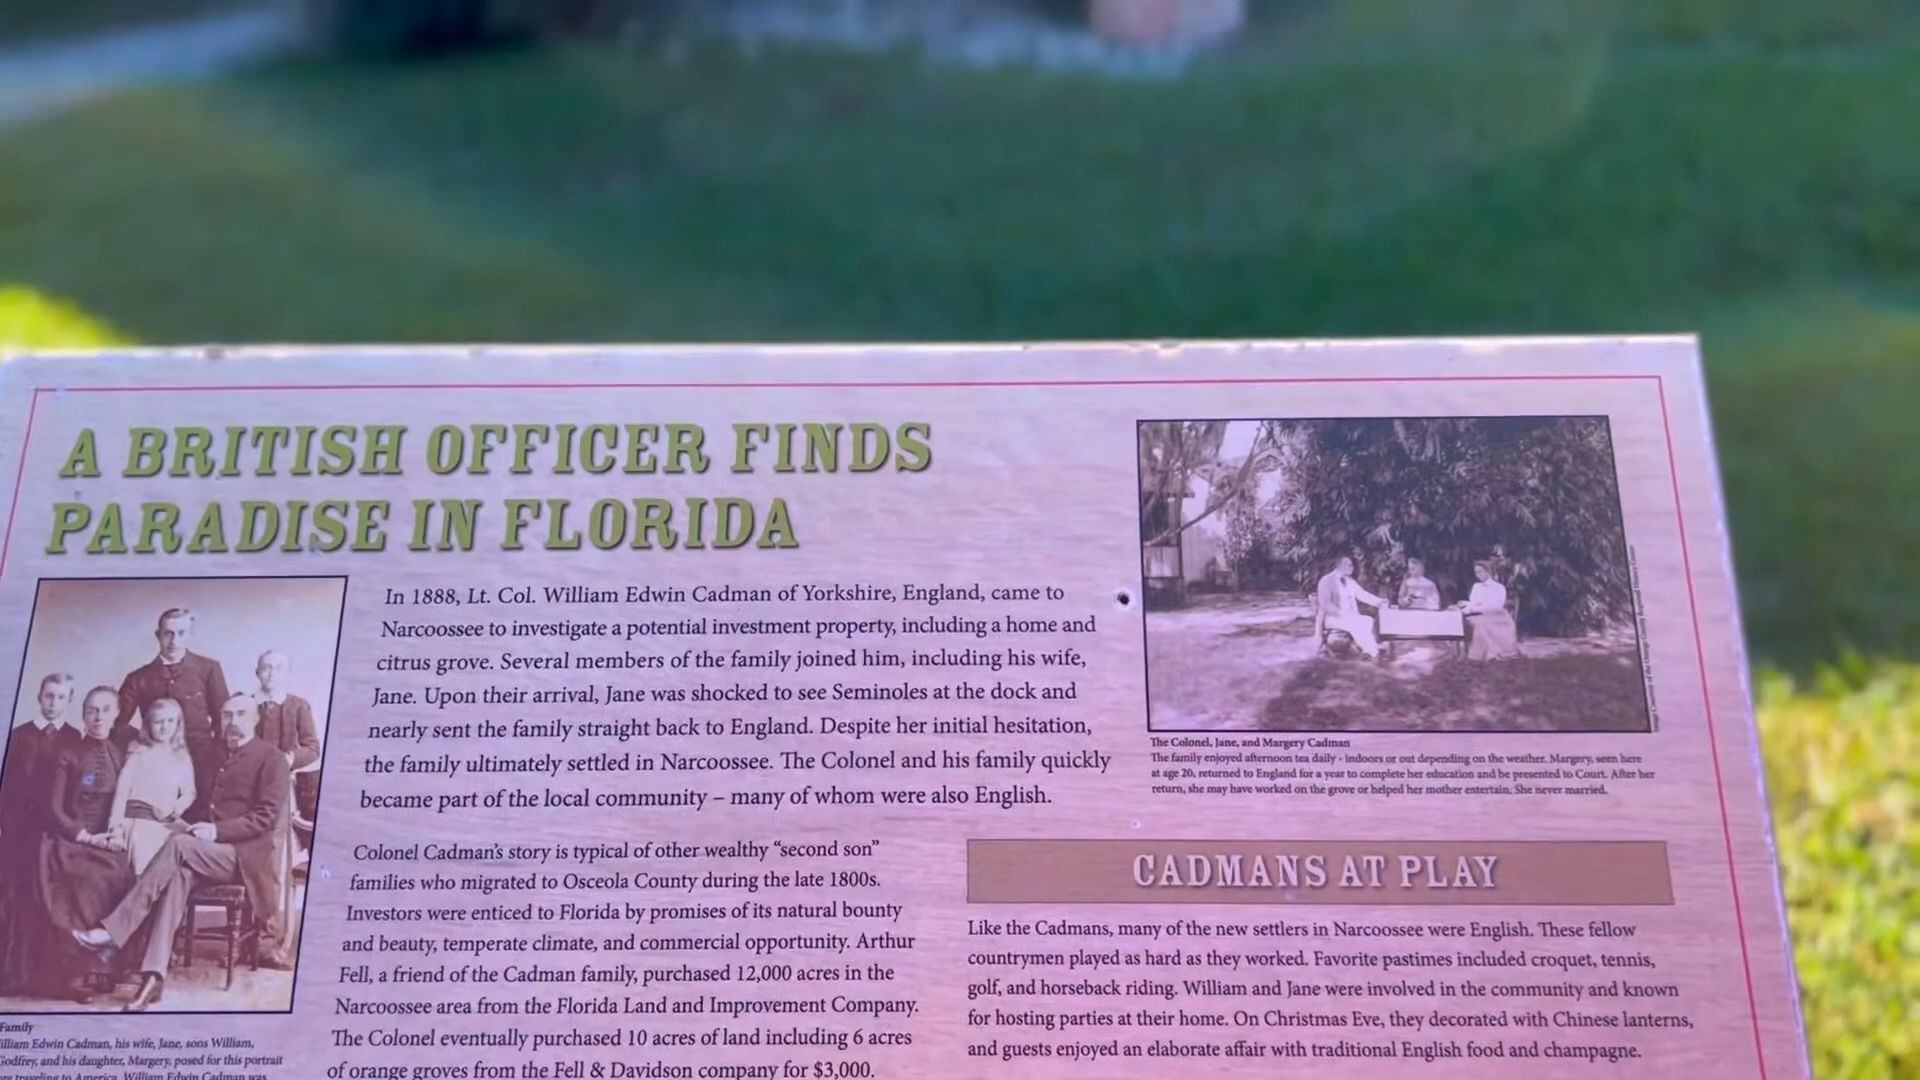 A BRITISH OFFICER FINDS
PARADISE IN FLORIDA
In 1888, Lt. Col. William Edwin Cadman of Yorkshire, England, came to
Narcoossee to investigate a potential investment property, including a home and
citrus grove. Several members of the family joined him, including his wife,
Jane. Upon their arrival, Jane was shocked to see Seminoles at the dock and
nearly sent the family straight back to England. Despite her initial hesitation,
the family ultimately settled in Narcoossee. The Colonel and his family quickly
became part of the local community – many of whom were also English.
Colonel Cadman's story is typical of other wealthy “second son”
families who migrated to Osceola County during the late 1800s.
Investors were enticed to Florida by promises of its natural bounty
and beauty, temperate climate, and commercial opportunity. Arthur
Fell, a friend of the Cadman family, purchased 12,000 acres in the
Narcoossee area from the Florida Land and Improvement Company.
The Colonel eventually purchased 10 acres of land including 6 acres
of orange groves from the Fell & Davidson company for $3,000.
Family
illiam Edwin Cadman, his wife, Jane, sons William,
Godfrey, and his daughter, Margery, posed for this portrait
traveling to America. William Edwin Cadman was
The Colonel, Jane, and Margery Cadman
The family enjoyed afternoon tea daily - indoors or out depending on the weather. Margery, seen here
at age 20, returned to England for a year to complete her education and be presented to Court. After her
return, she may have worked on the grove or helped her mother entertain. She never married.
CADMANS AT PLAY
Like the Cadmans, many of the new settlers in Narcoossee were English. These fellow
countrymen played as hard as they worked. Favorite pastimes included croquet, tennis,
golf, and horseback riding. William and Jane were involved in the community and known
for hosting parties at their home. On Christmas Eve, they decorated with Chinese lanterns,
and guests enjoyed an elaborate affair with traditional English food and champagne.